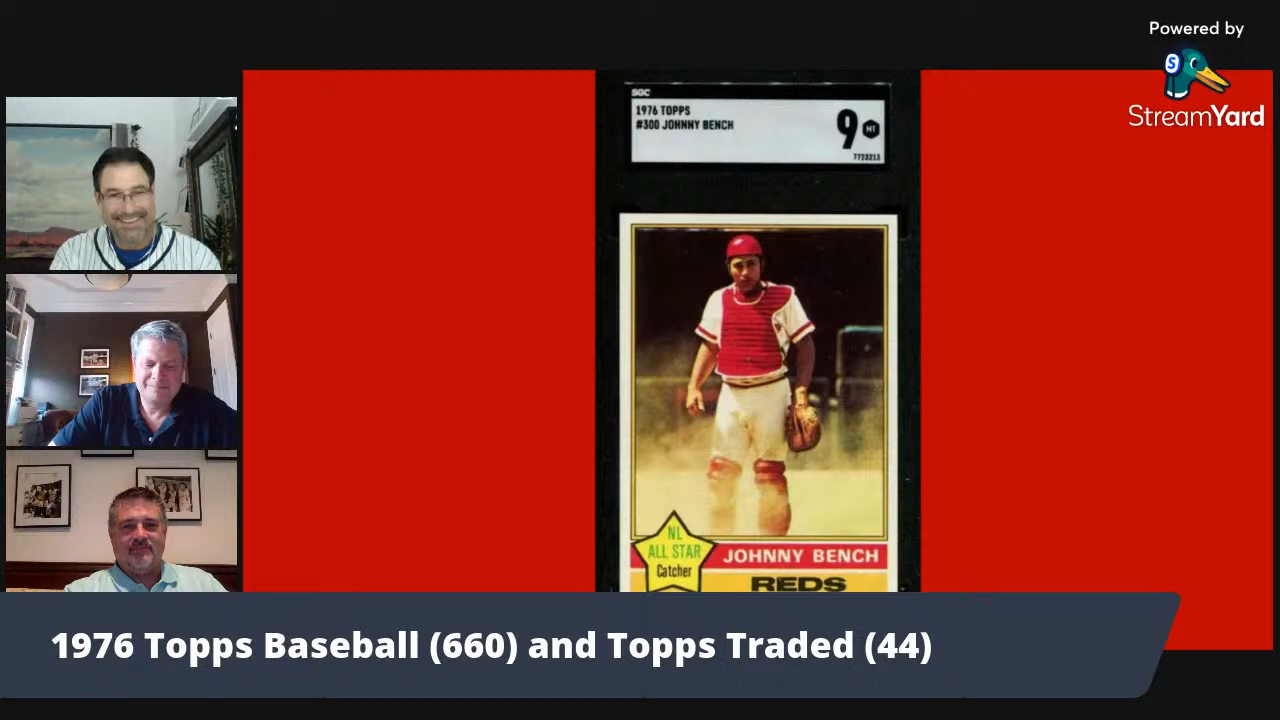 Powered by
StreamYard
SGC
1976 TOPPS
#300 JOHNNY BENCH
9
MT
7723213
NL
ALL STAR
Catcher
JOHNNY BENCH
REDS
1976 Topps Baseball (660) and Topps Traded (44)